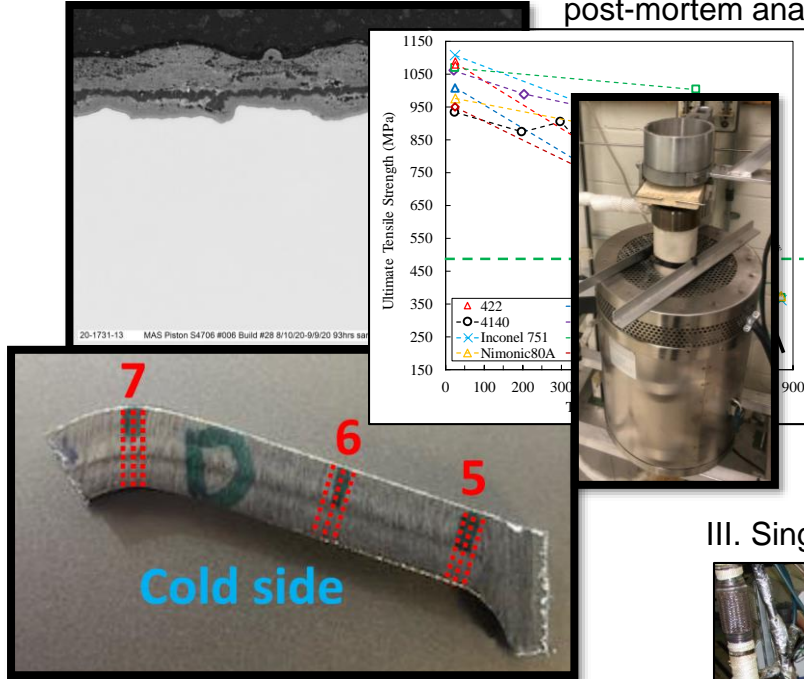 post-mortem ana
1150
1050
950
850
750
650
550
450
350
250
150
Ultimate Tensile Strength (MPa)
422
4140
Inconel 751
Nimonic80A
0
100
200
300
900
T
20-1731-13 MAS Piston S4706 #006 Build #28 8/10/20-9/9/20 93hrs sar
7
6
5
D
Cold side
III. Sing